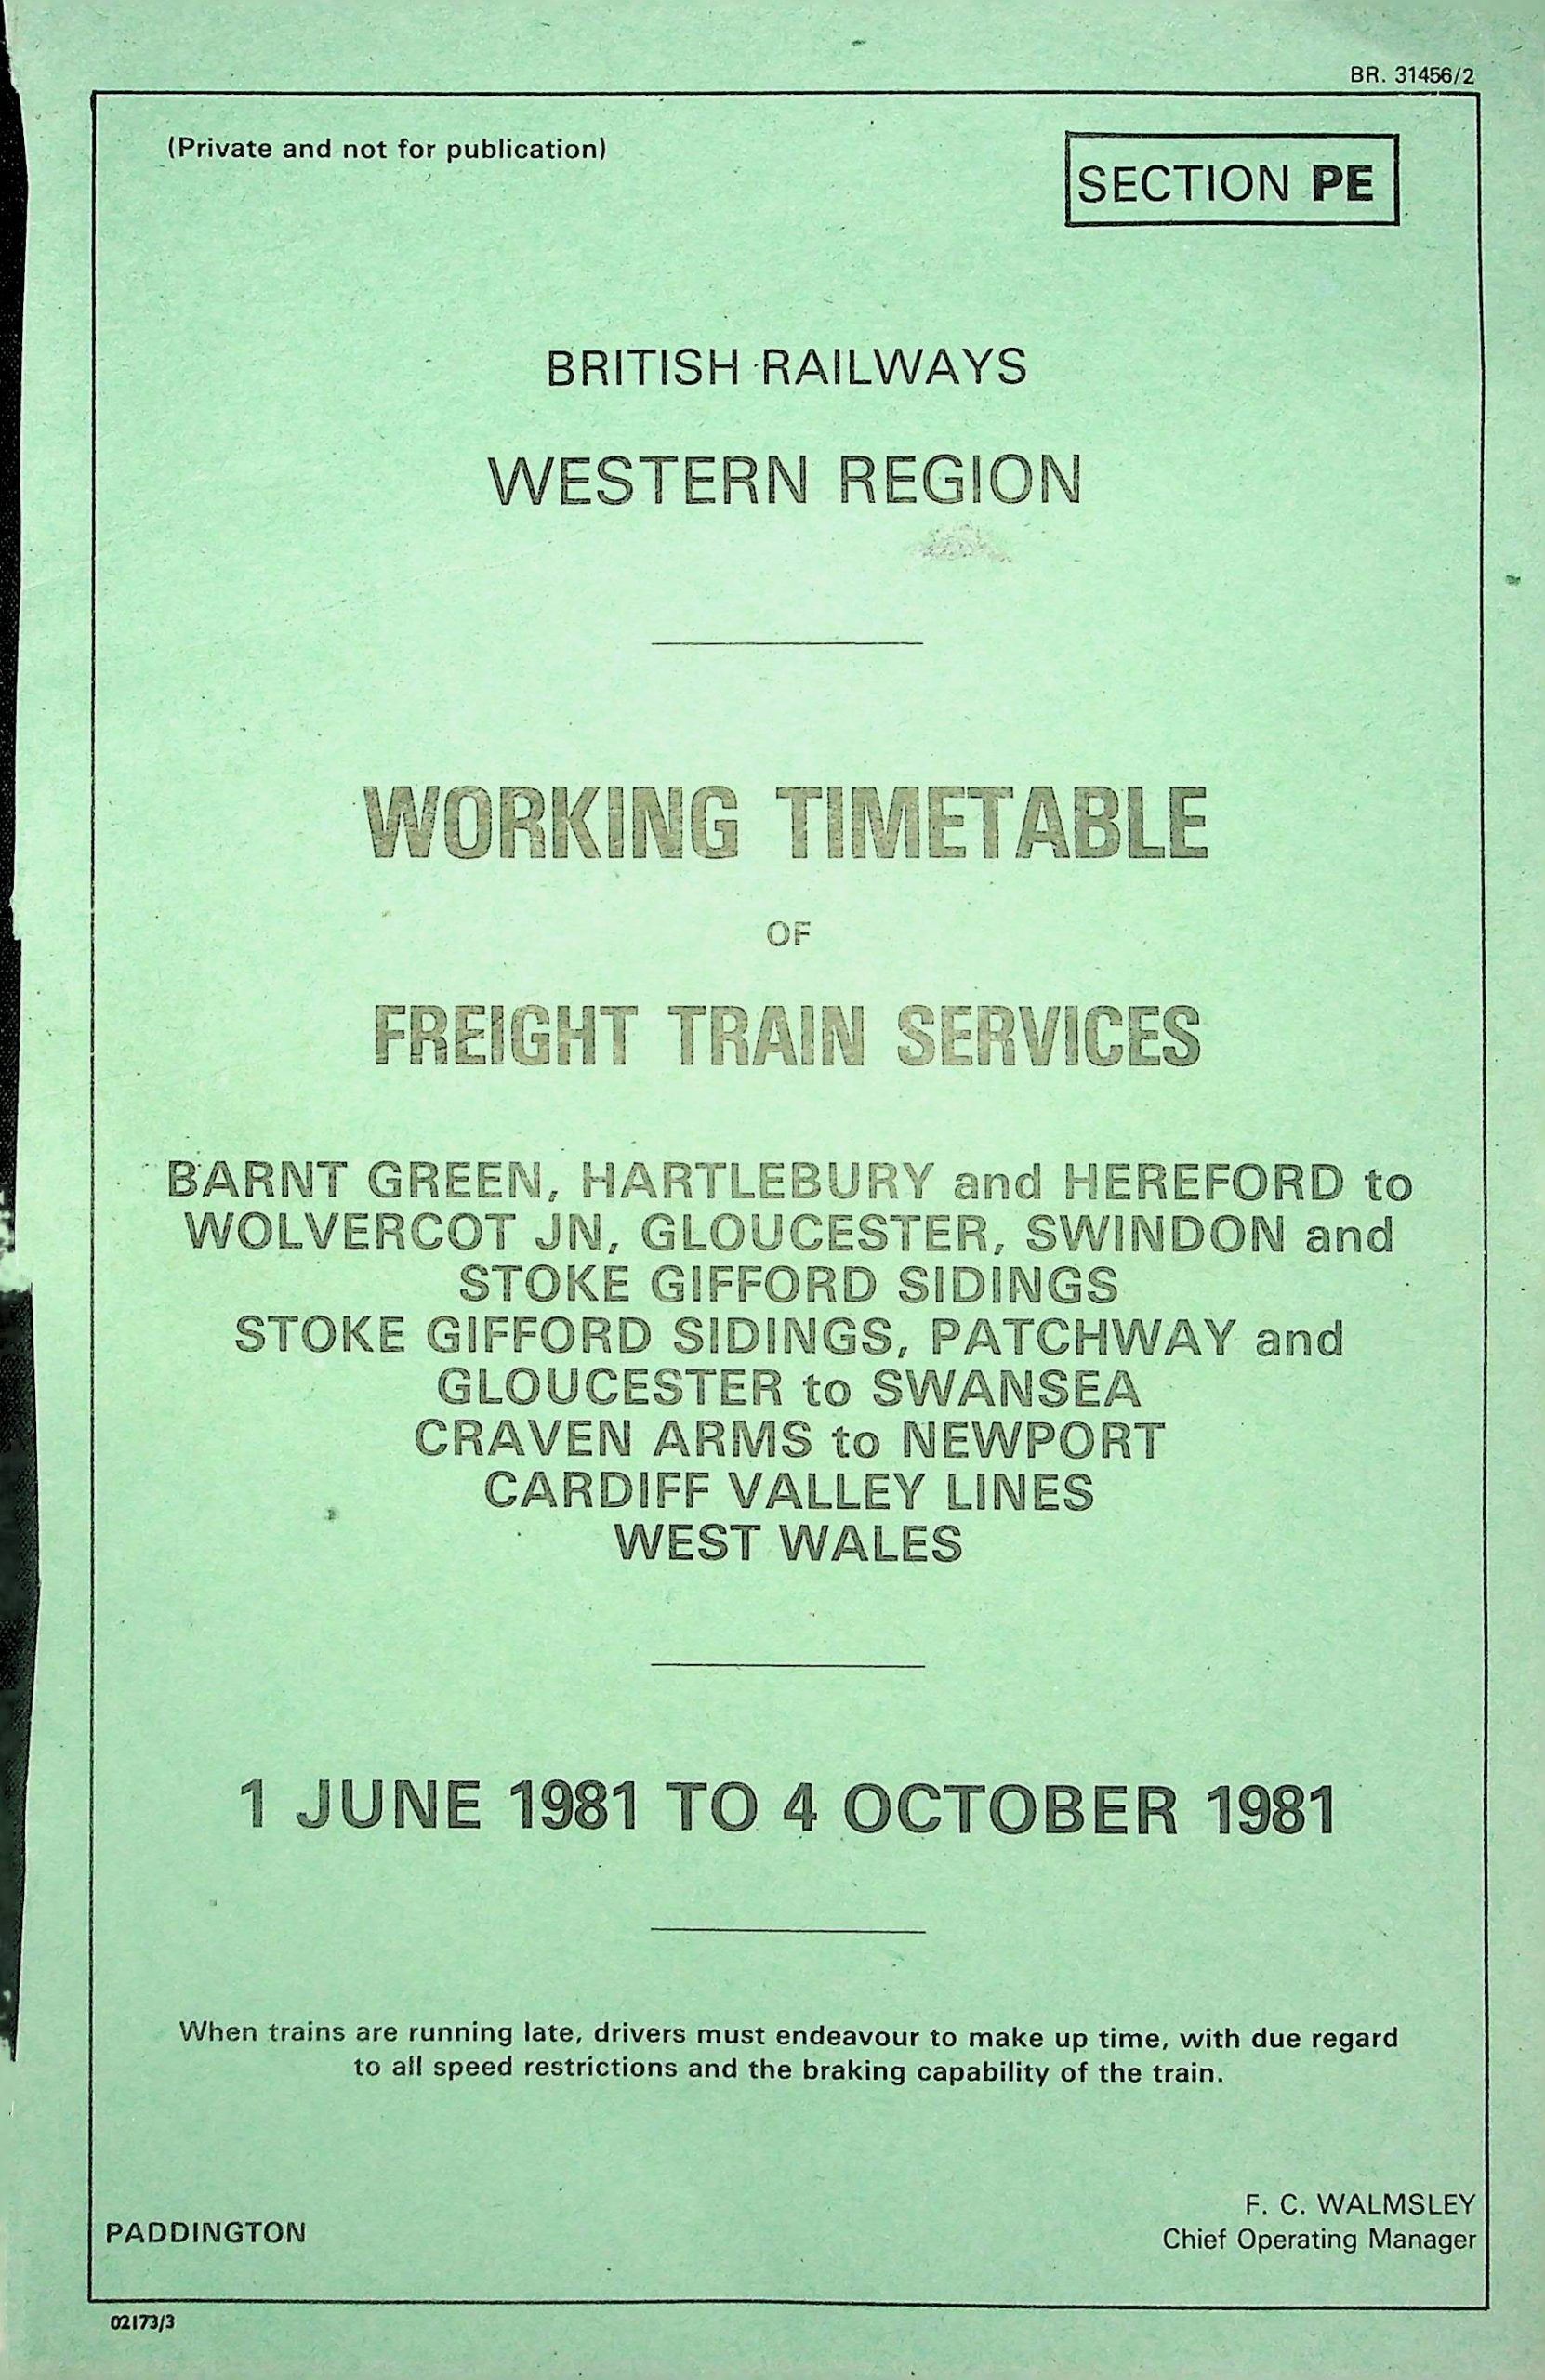 BR. 31456/2
(Private and not for publication)
SECTION PE
BRITISH RAILWAYS
WESTERN REGION
WORKING TIMETABLE
OF
FREIGHT TRAIN SERVICES
BARNT GREEN, HARTLEBURY and HEREFORD to
WOLVERCOT JN, GLOUCESTER, SWINDON and
STOKE GIFFORD SIDINGS
STOKE GIFFORD SIDINGS, PATCHWAY and
GLOUCESTER to SWANSEA
CRAVEN ARMS to NEWPORT
CARDIFF VALLEY LINES
WEST WALES
1 JUNE 1981 TO 4 OCTOBER 1981
When trains are running late, drivers must endeavour to make up time, with due regard
to all speed restrictions and the braking capability of the train.
F. C. WALMSLEY
PADDINGTON
Chief Operating Manager
02173/3